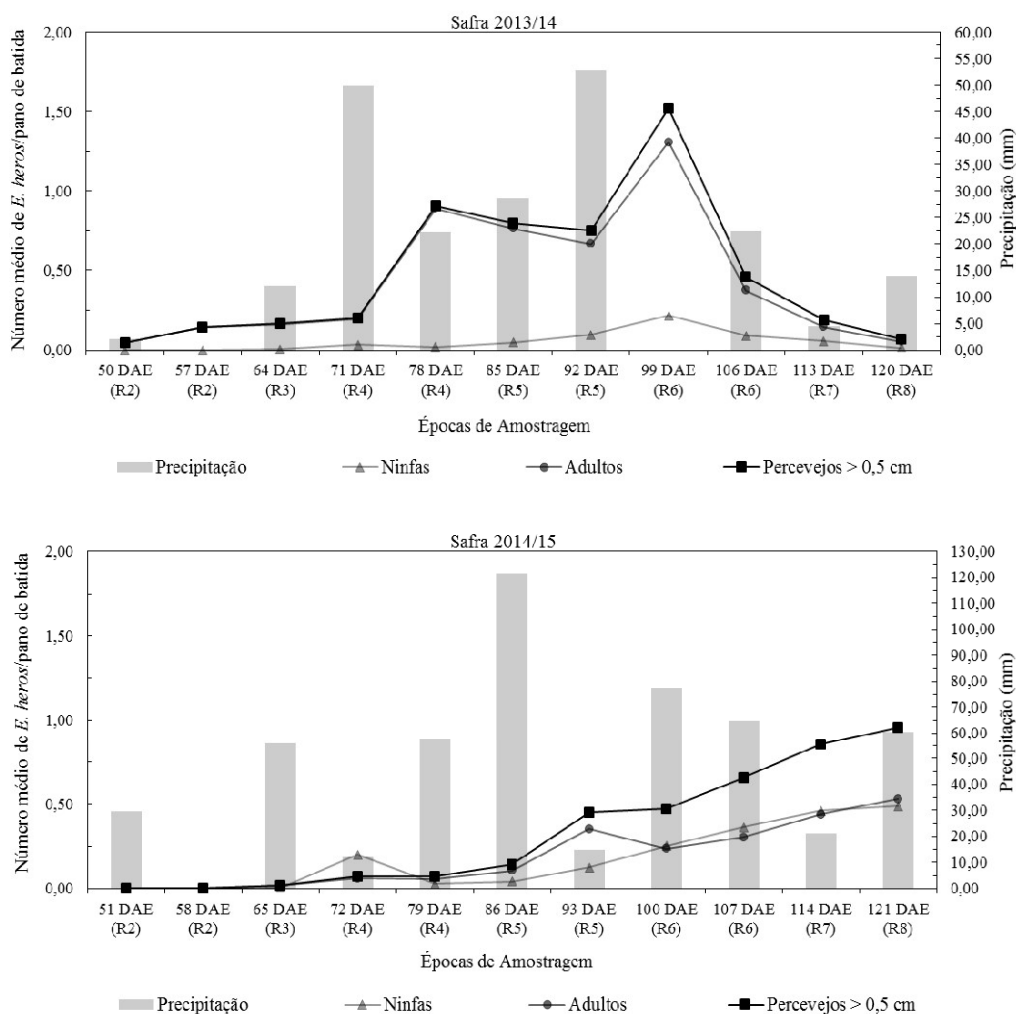 Safra 2013/14
Número médio de E. heros/pano de batida
2,00
1,50
1,00
0,50
0,00
60,00
55,00
50,00
45,00
40,00
35,00
30,00
25,00
20,00
15,00
10,00
5,00
0,00
Precipitação (mm)
50 DAE 57 DAE 64 DAE 71 DAE 78 DAE 85 DAE 92 DAE 99 DAE 106 DAE 113 DAE 120 DAE
(R2) (R2) (R3) (R4) (R4) (R5) (R5) (R6) (R6) (R7) (R8)
Épocas de Amostragem
Precipitação Ninfas Adultos Percevejos > 0,5 cm
Safra 2014/15
Número médio de E. heros/pano de batida
2,00
1,50
1,00
0,50
0,00
130,00
120,00
110,00
100,00
90,00
80,00
70,00
60,00
50,00
40,00
30,00
20,00
10,00
0,00
Precipitação (mm)
51 DAE 58 DAE 65 DAE 72 DAE 79 DAE 86 DAE 93 DAE 100 DAE 107 DAE 114 DAE 121 DAE
(R2) (R2) (R3) (R4) (R4) (R5) (R5) (R6) (R6) (R7) (R8)
Épocas de Amostragem
Precipitação Ninfas Adultos Percevejos > 0,5 cm